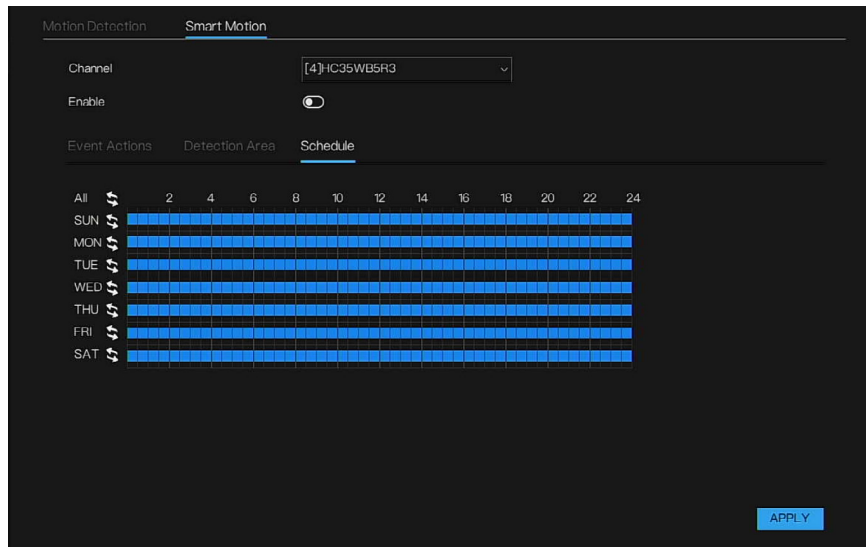 Motion Detection Smart Motion
Channel [4]HC35WB5R3
Enable
Event Actions Detection Area Schedule
All 2 4 6 8 10 12 14 16 18 20 22 24
SUN
MON
TUE
WED
THU
FRI
SAT
APPLY